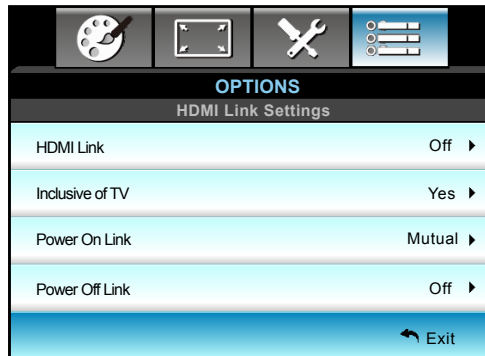 OPTIONS
HDMI Link Settings
HDMI Link Off
Inclusive of TV Yes
Power On Link Mutual
Power Off Link Off
Exit